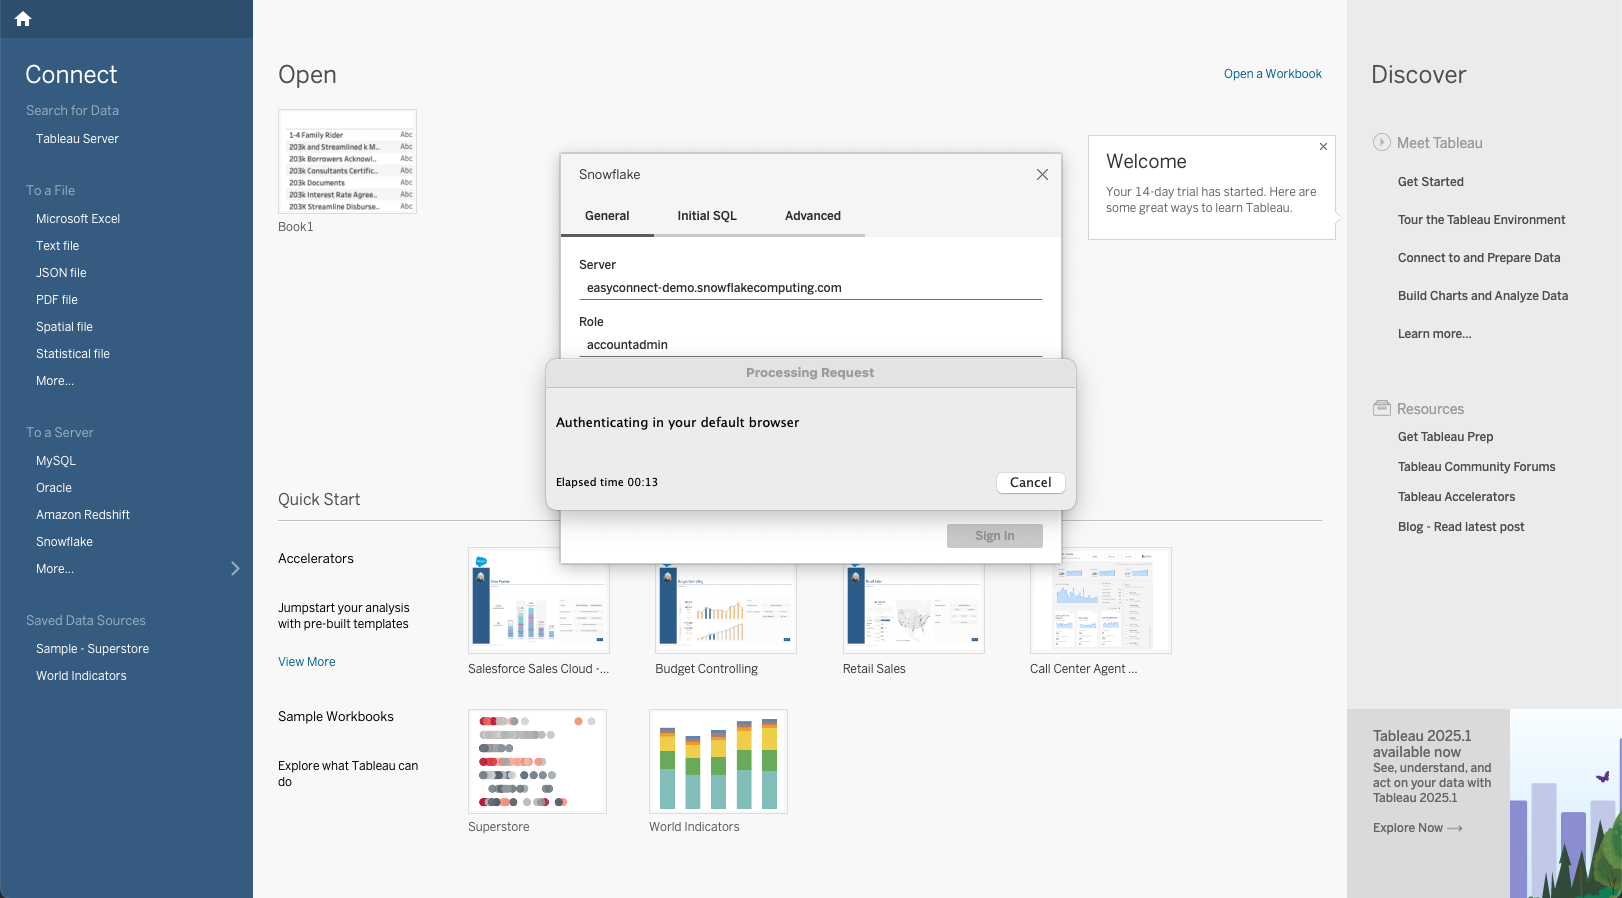 Connect
Search for Data
Tableau Server
To a File
Microsoft Excel
Text file
JSON file
PDF file
Spatial file
Statistical file
More...
To a Server
MySQL
Oracle
Amazon Redshift
Snowflake
More...
Saved Data Sources
Sample - Superstore
World Indicators
Open
Open a Workbook
1-4 Family Rider Abc
203k and Streamlined k M.. Abc
203k Borrowers Acknowl.. Abc
203k Consultants Certific.. Abc
203k Documents Abc
203k Interest Rate Agree.. Abc
203K Streamline Disburse.. Abc
Book1
Snowflake
General Initial SQL Advanced
Server
easyconnect-demo.snowflakecomputing.com
Role
accountadmin
Processing Request
Authenticating in your default browser
Elapsed time 00:13
Cancel
Sign In
Welcome
Your 14-day trial has started. Here are
some great ways to learn Tableau.
Quick Start
Accelerators
Jumpstart your analysis
with pre-built templates
View More
Salesforce Sales Cloud -...
Budget Controlling
Retail Sales
Call Center Agent ...
Sample Workbooks
Explore what Tableau can
do
Superstore
World Indicators
Discover
Meet Tableau
Get Started
Tour the Tableau Environment
Connect to and Prepare Data
Build Charts and Analyze Data
Learn more...
Resources
Get Tableau Prep
Tableau Community Forums
Tableau Accelerators
Blog - Read latest post
Tableau 2025.1
available now
See, understand, and
act on your data with
Tableau 2025.1
Explore Now